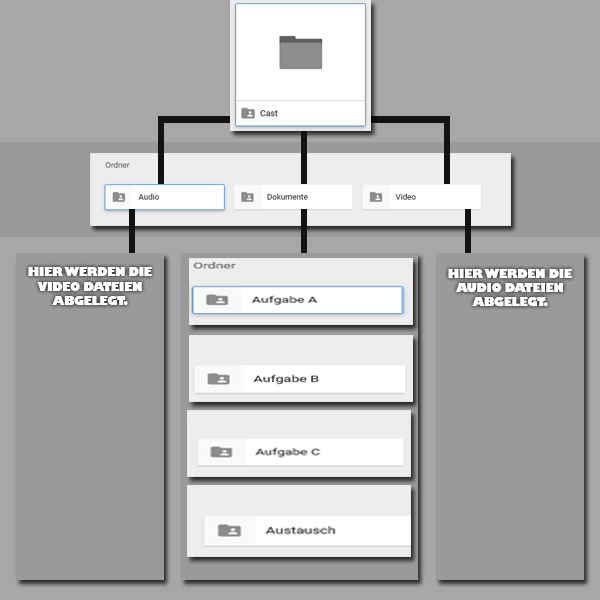 Cast
Ordner
Audio
Dokumente
Video
HIER WERDEN DIE
VIDEO DATEIEN
ABGELEGT.
Ordner
Aufgabe A
Aufgabe B
Aufgabe C
Austausch
HIER WERDEN DIE
AUDIO DATEIEN
ABGELEGT.